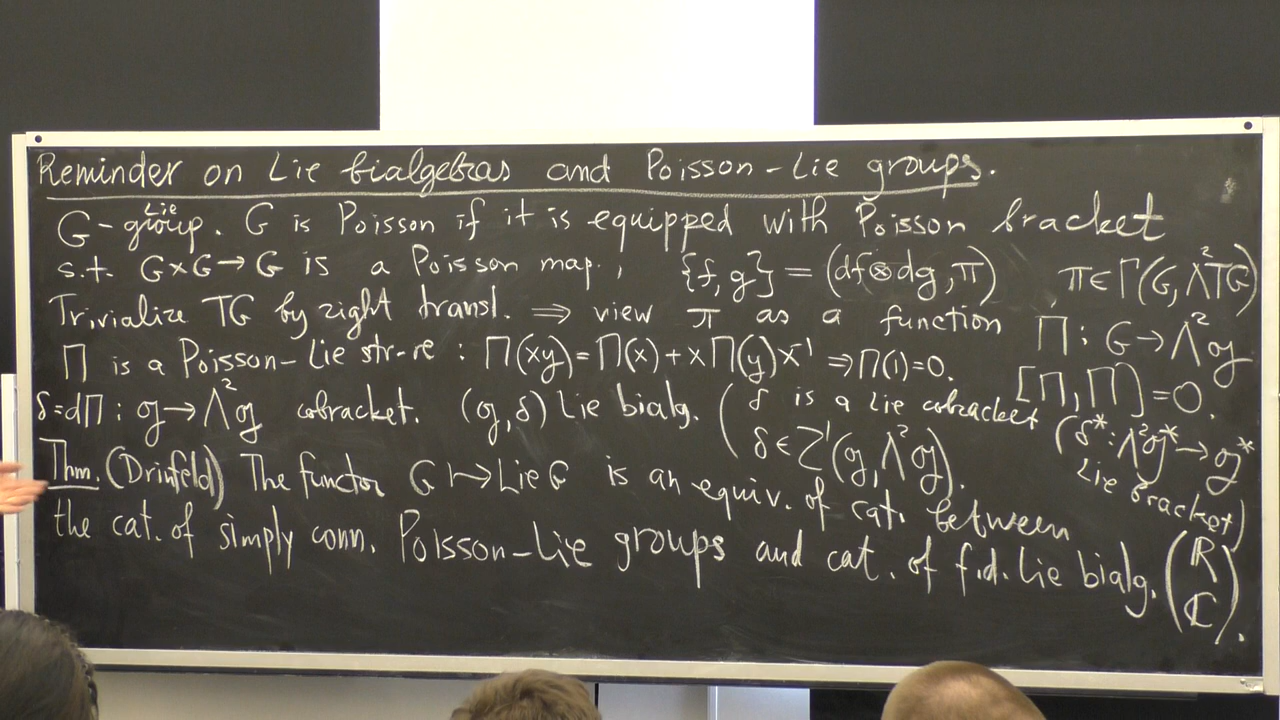 Reminder on Lie bialgebras and Poisson-Lie groups.
G - Lie group. G is Poisson if it is equipped with Poisson bracket
s.t. G×G→G is a Poisson map., {f,g} = (df⊗dg, π), π∈Γ(G, Λ²TG)
Trivialize TG by right transl. ⇒ view π as a function Π: G→Λ²𝔤
Π is a Poisson-Lie str-re : Π(xy)=Π(x)+xΠ(y)x⁻¹ ⇒Π(1)=0. [Π,Π]=0.
δ=dΠ: 𝔤→Λ²𝔤 cobracket. (𝔤,δ) Lie bialg. (δ is a Lie cobracket (δ*: Λ²𝔤*→𝔤*
δ∈Z¹(𝔤,Λ²𝔤). Lie bracket)
Thm. (Drinfeld) The functor G ↦ Lie G is an equiv. of cat. between
the cat. of simply conn. Poisson-Lie groups and cat. of f.d. Lie bialg. (ℝ ℂ).